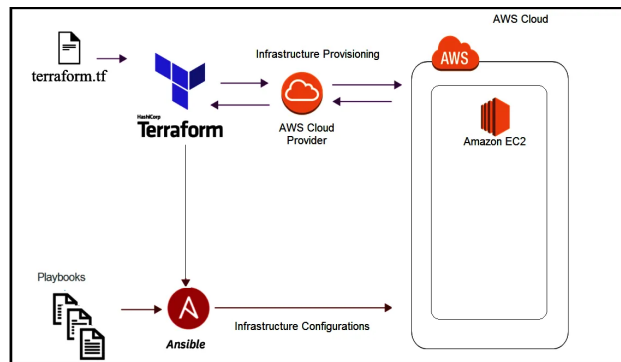 AWS Cloud
Infrastructure Provisioning
AWS
terraform.tf
HashiCorp
Terraform
AWS Cloud
Provider
Amazon EC2
Playbooks
Ansible
Infrastructure Configurations